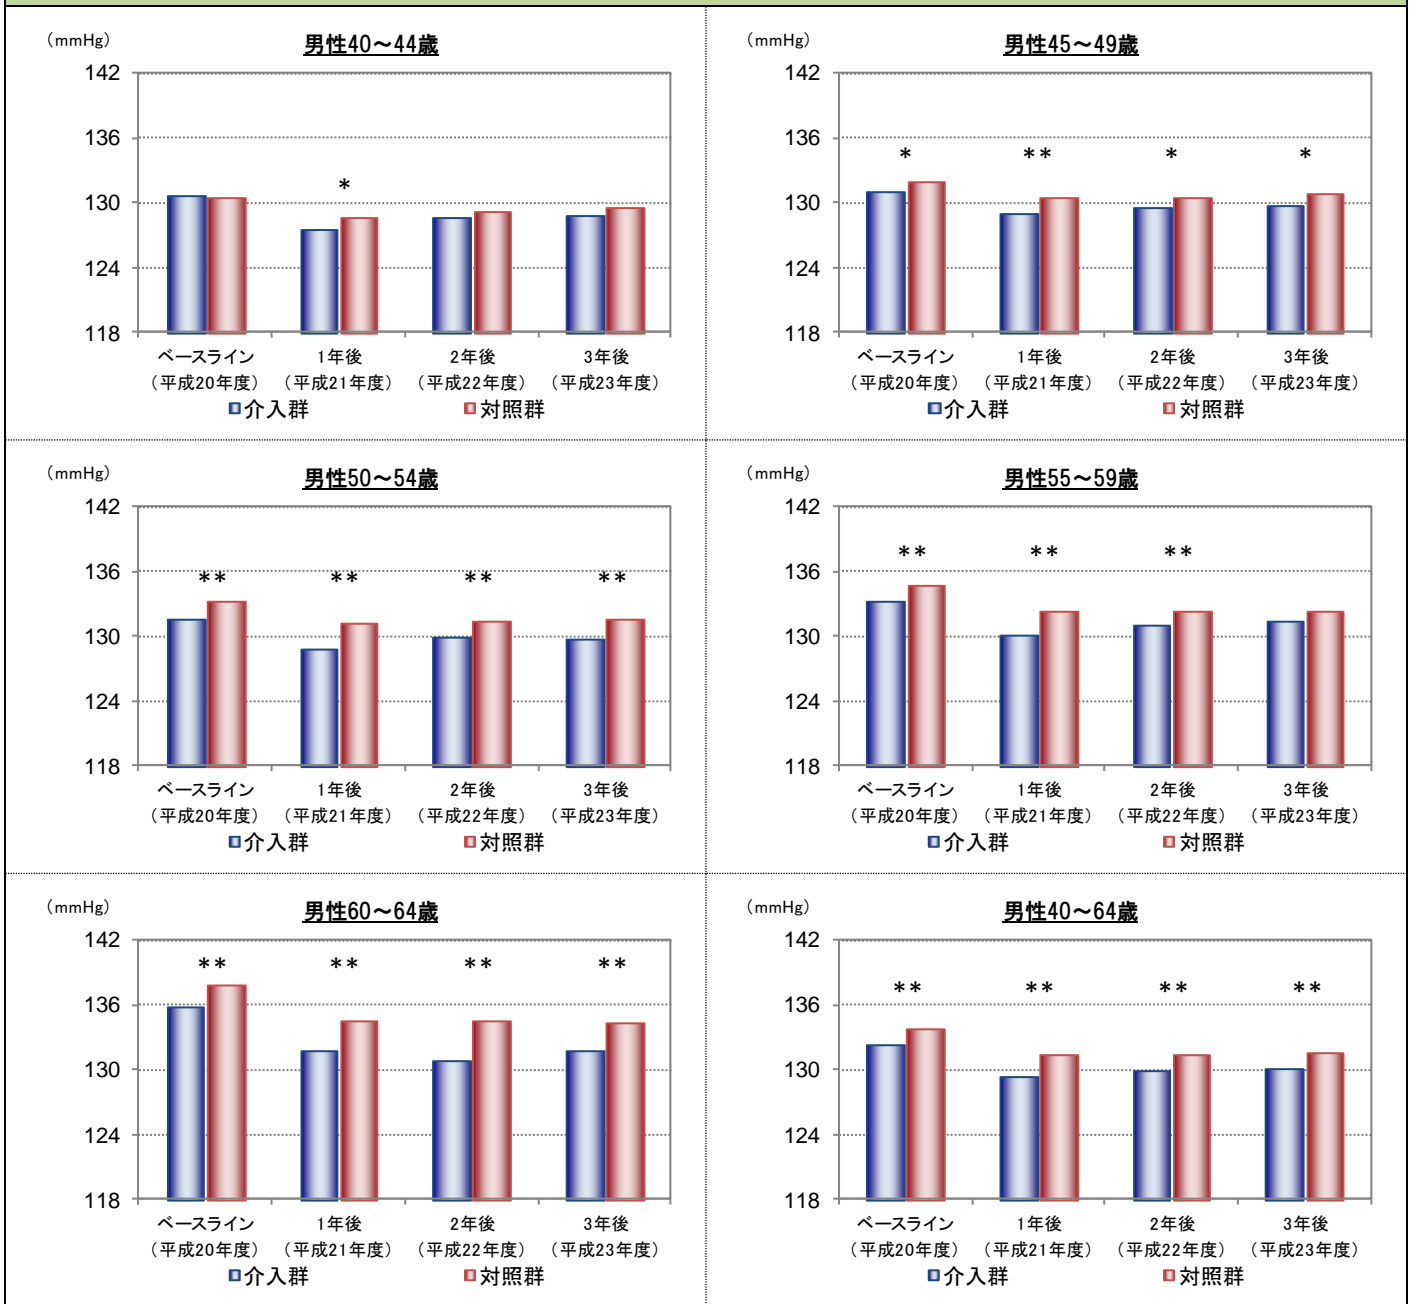 （mmHg）
男性40～44歳
142
136
130
124
118
*
ベースライン 1年後 2年後 3年後
（平成20年度） （平成21年度） （平成22年度） （平成23年度）
介入群 対照群
（mmHg）
男性45～49歳
142
136
130
124
118
* ** * *
ベースライン 1年後 2年後 3年後
（平成20年度） （平成21年度） （平成22年度） （平成23年度）
介入群 対照群
（mmHg）
男性50～54歳
142
136
130
124
118
** ** ** **
ベースライン 1年後 2年後 3年後
（平成20年度） （平成21年度） （平成22年度） （平成23年度）
介入群 対照群
（mmHg）
男性55～59歳
142
136
130
124
118
** ** **
ベースライン 1年後 2年後 3年後
（平成20年度） （平成21年度） （平成22年度） （平成23年度）
介入群 対照群
（mmHg）
男性60～64歳
142
136
130
124
118
** ** ** **
ベースライン 1年後 2年後 3年後
（平成20年度） （平成21年度） （平成22年度） （平成23年度）
介入群 対照群
（mmHg）
男性40～64歳
142
136
130
124
118
** ** ** **
ベースライン 1年後 2年後 3年後
（平成20年度） （平成21年度） （平成22年度） （平成23年度）
介入群 対照群